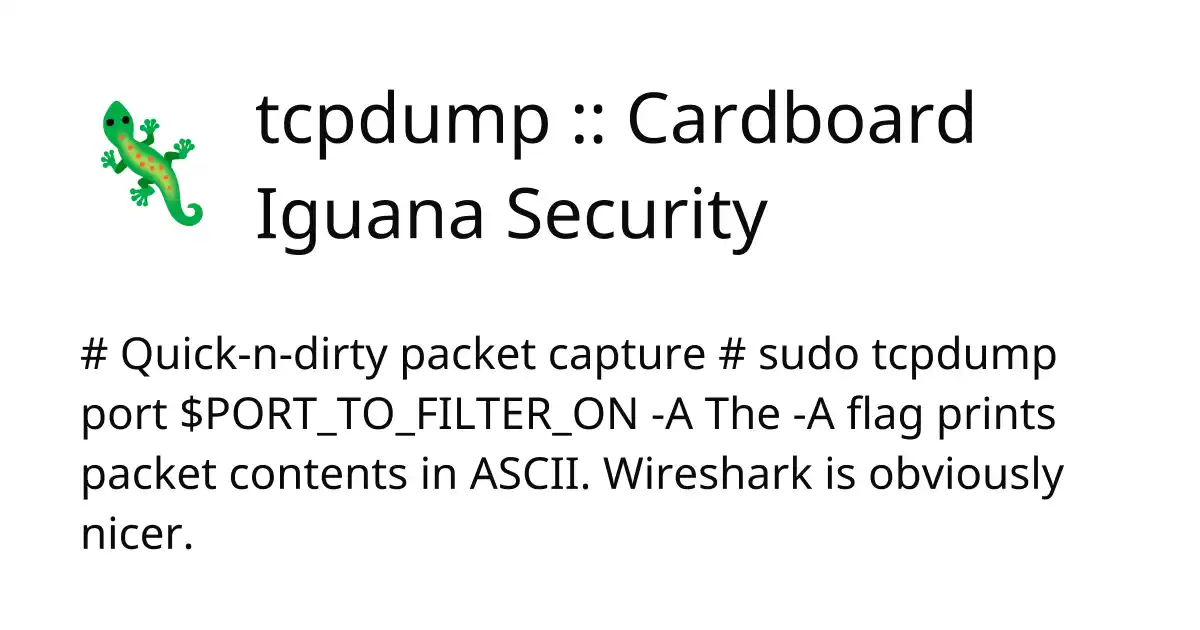 tcpdump :: Cardboard
Iguana Security
# Quick-n-dirty packet capture # sudo tcpdump
port $PORT_TO_FILTER_ON -A The -A flag prints
packet contents in ASCII. Wireshark is obviously
nicer.